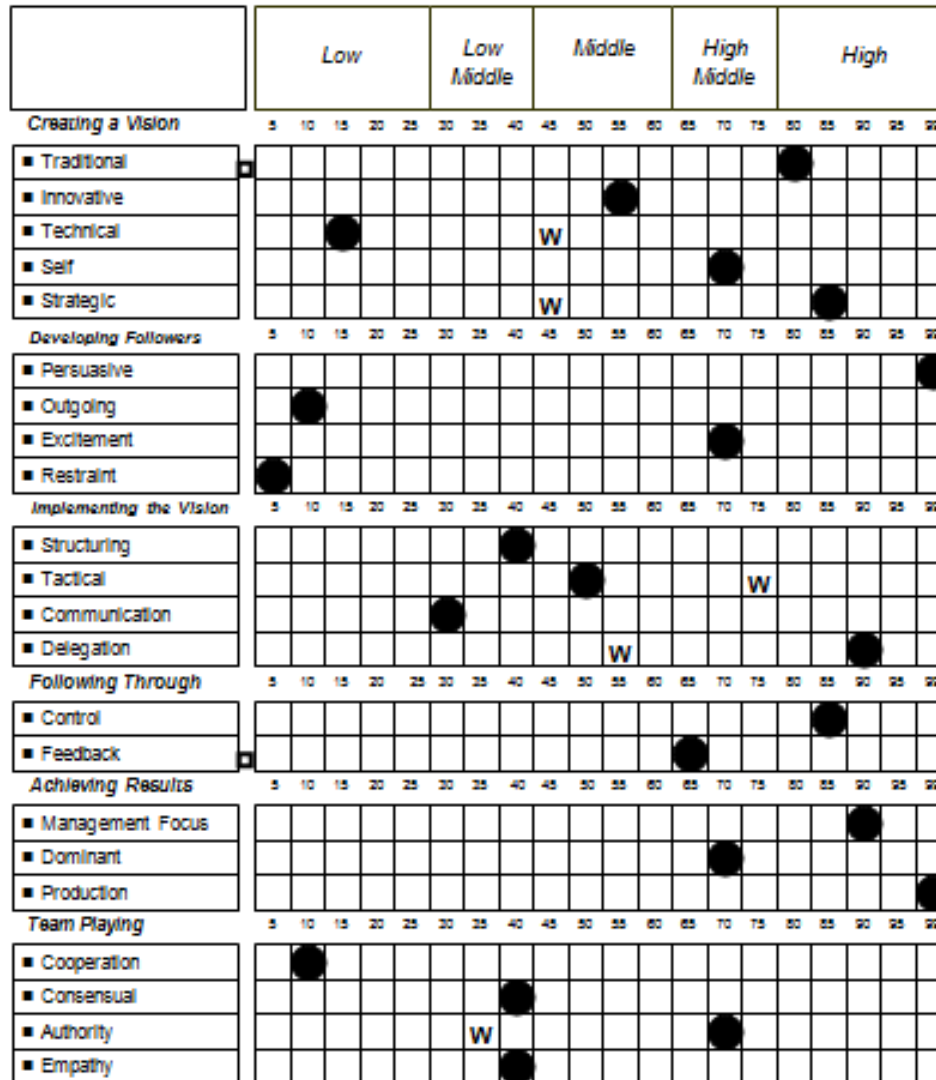 Low Low Middle Middle High Middle High
Creating a Vision 5 10 15 20 25 30 35 40 45 50 55 60 65 70 75 80 85 90 95 99
■ Traditional
■ Innovative
■ Technical W
■ Self
■ Strategic W
Developing Followers 5 10 15 20 25 30 35 40 45 50 55 60 65 70 75 80 85 90 95 99
■ Persuasive
■ Outgoing
■ Excitement
■ Restraint
Implementing the Vision 5 10 15 20 25 30 35 40 45 50 55 60 65 70 75 80 85 90 95 99
■ Structuring
■ Tactical W
■ Communication
■ Delegation W
Following Through 5 10 15 20 25 30 35 40 45 50 55 60 65 70 75 80 85 90 95 99
■ Control
■ Feedback
Achieving Results 5 10 15 20 25 30 35 40 45 50 55 60 65 70 75 80 85 90 95 99
■ Management Focus
■ Dominant
■ Production
Team Playing 5 10 15 20 25 30 35 40 45 50 55 60 65 70 75 80 85 90 95 99
■ Cooperation
■ Consensual
■ Authority W
■ Empathy